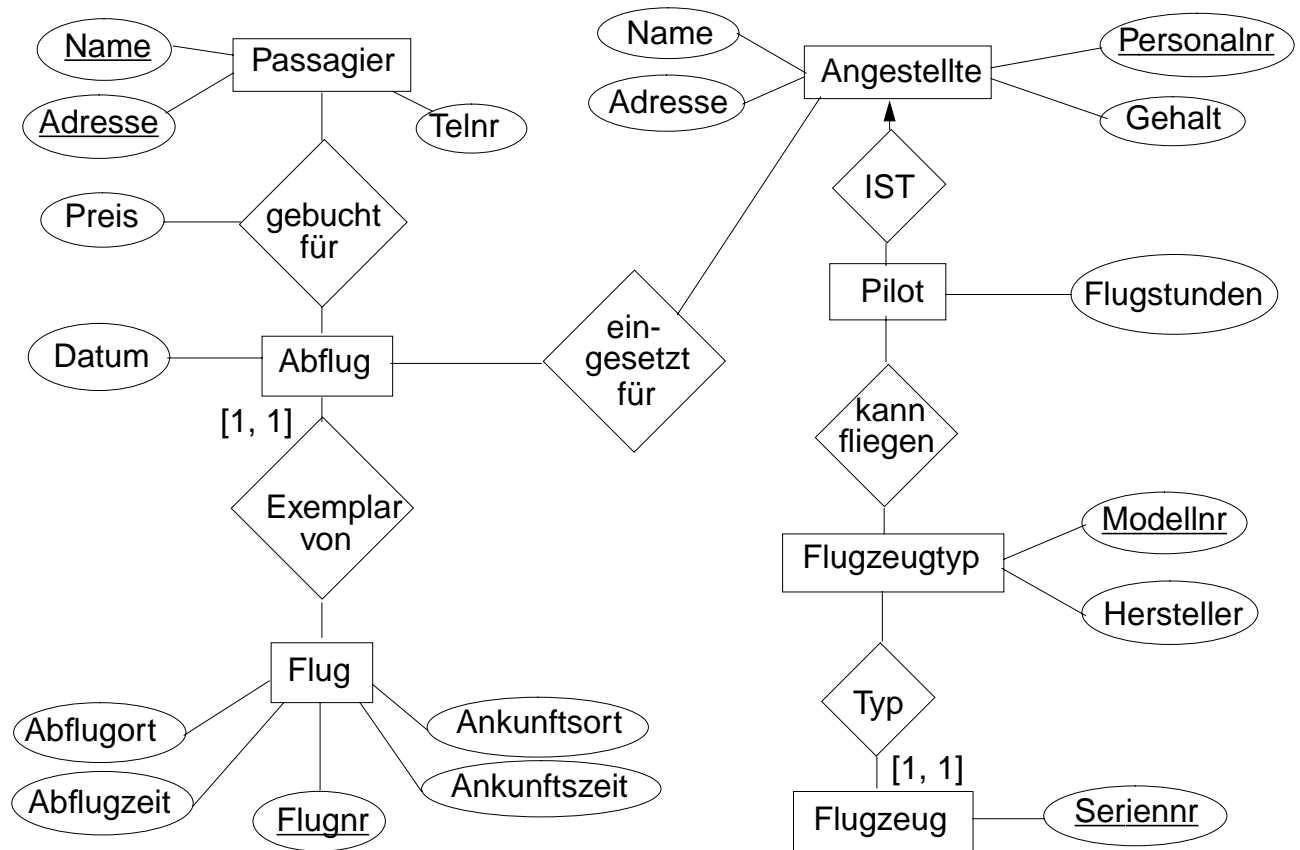 Name
Passagier
Adresse
Telnr
Preis
gebucht
für
Datum
Abflug
[1, 1]
Exemplar
von
Flug
Abflugort
Ankunftsort
Abflugzeit
Ankunftszeit
Flugnr
Name
Adresse
Angestellte
Personalnr
Gehalt
IST
Pilot
Flugstunden
ein-
gesetzt
für
kann
fliegen
Flugzeugtyp
Modellnr
Hersteller
Typ
[1, 1]
Flugzeug
Seriennr